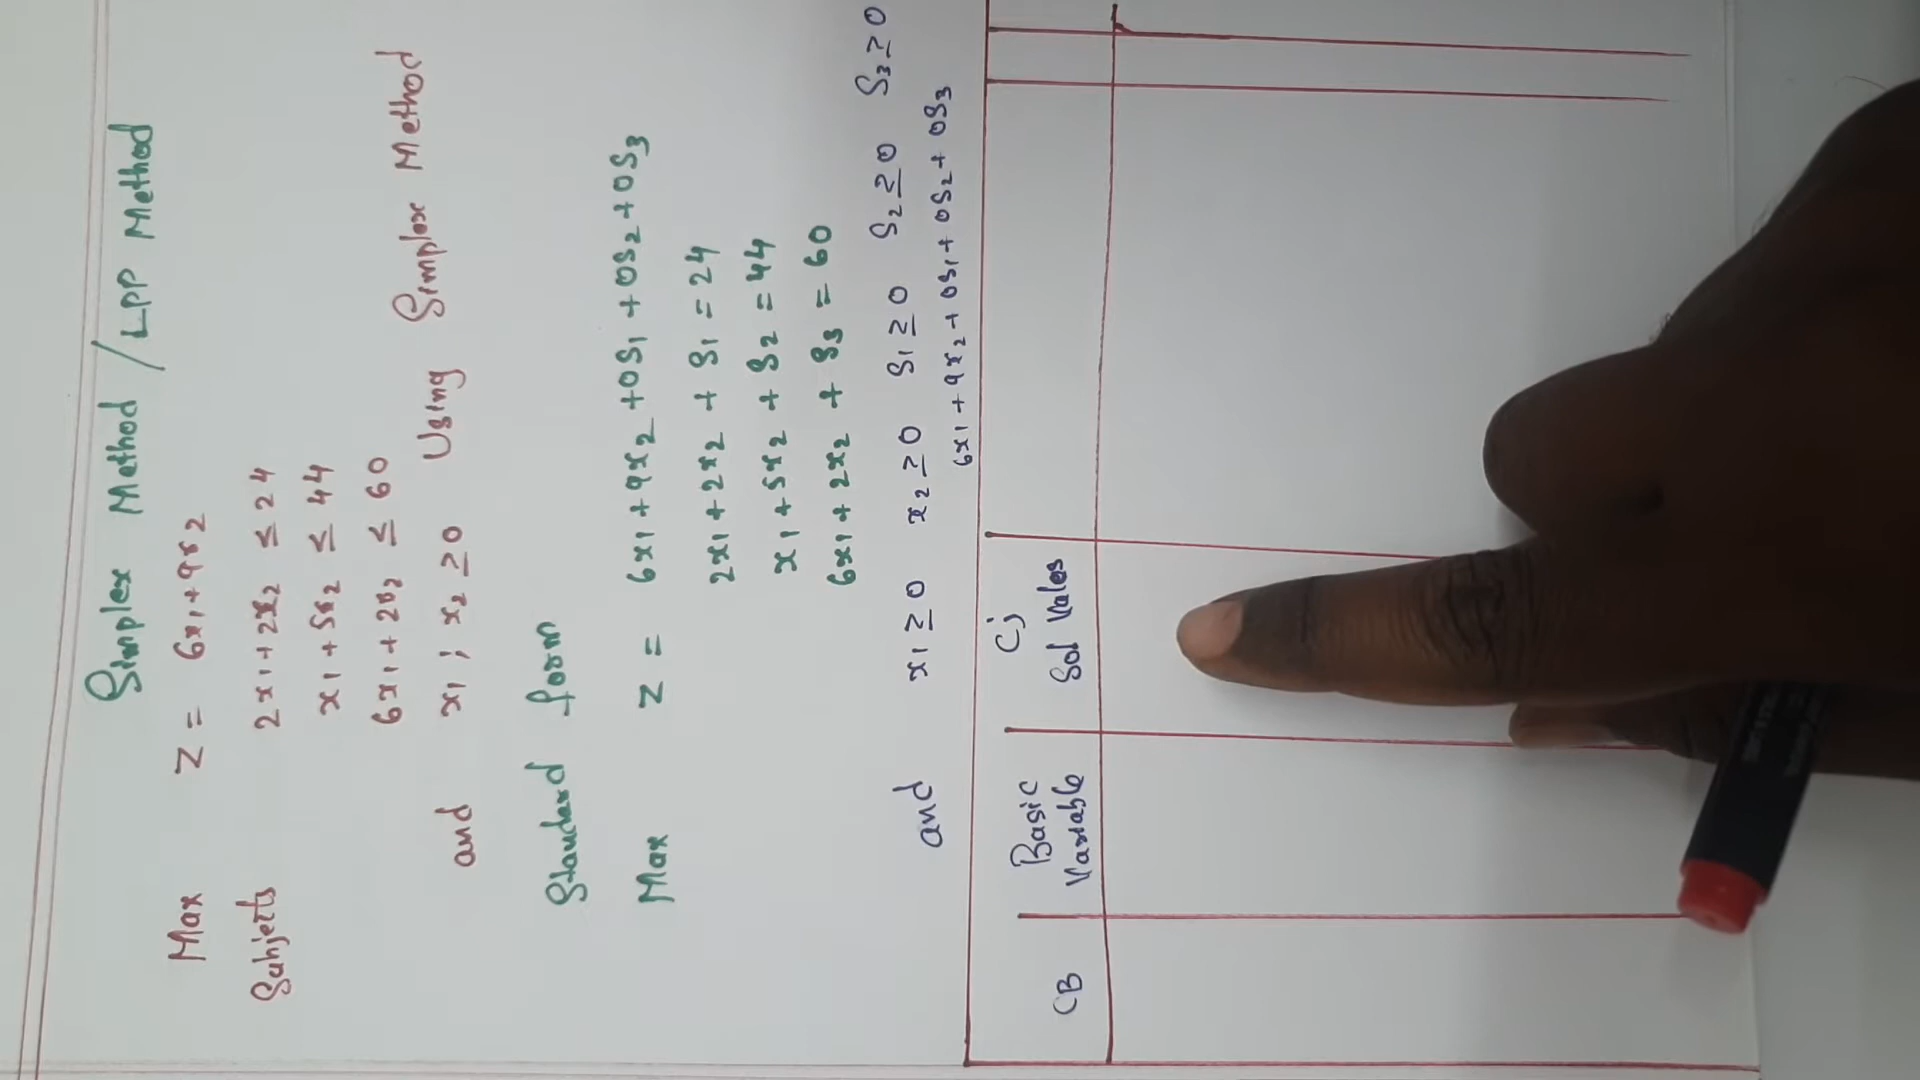 Simplex Method / LPP Method
Max Z = 6x1 + 9x2
Subjects 2x1 + 2x2 ≤ 24
x1 + 5x2 ≤ 44
6x1 + 2x2 ≤ 60
and x1 ; x2 ≥ 0 Using Simplex Method
Standard form
Max Z = 6x1 + 9x2 + 0S1 + 0S2 + 0S3
2x1 + 2x2 + S1 = 24
x1 + 5x2 + S2 = 44
6x1 + 2x2 + S3 = 60
and x1 ≥ 0 x2 ≥ 0 S1 ≥ 0 S2 ≥ 0 S3 ≥ 0
6x1 + 9x2 + 0S1 + 0S2 + 0S3
Cj
CB Basic Variable Sol Vales